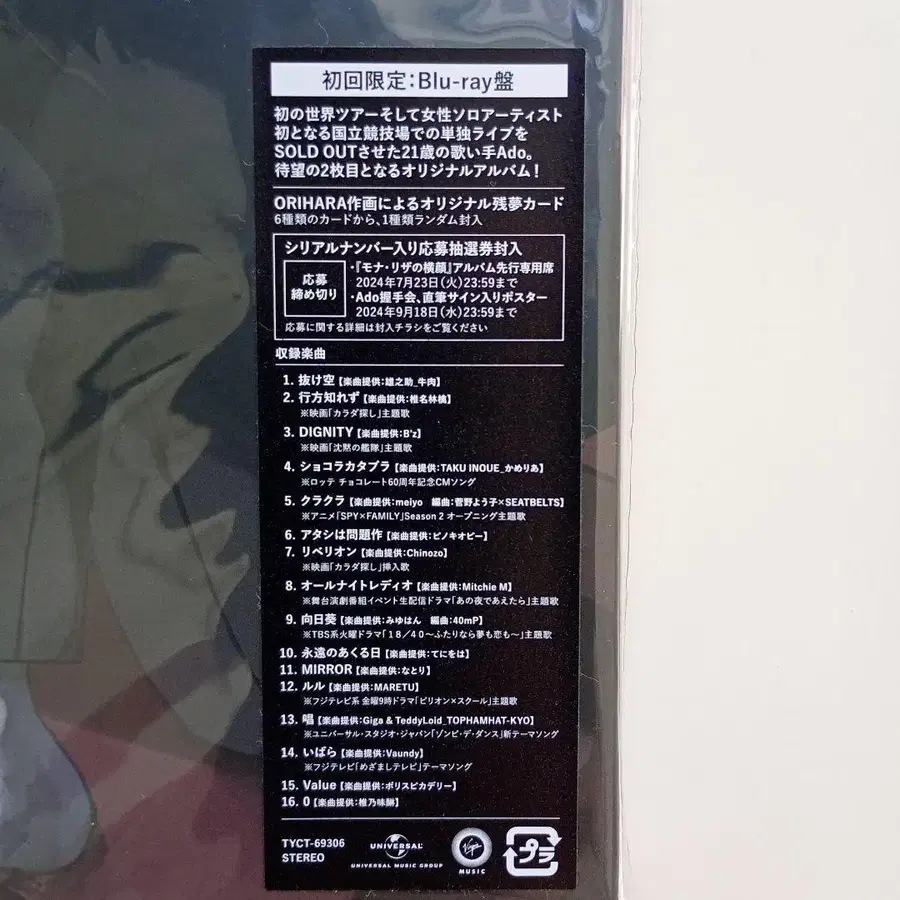 初回限定：Blu-ray盤
初の世界ツアーそして女性ソロアーティスト
初となる国立競技場での単独ライブを
SOLD OUTさせた21歳の歌い手Ado。
待望の2枚目となるオリジナルアルバム！
ORIHARA作画によるオリジナル残夢カード
6種類のカードから、1種類ランダム封入
シリアルナンバー入り応募抽選券封入
応募
締め切り
・『モナ・リザの横顔』アルバム先行専用席
2024年7月23日(火)23:59まで
・Ado握手会、直筆サイン入りポスター
2024年9月18日(水)23:59まで
応募に関する詳細は封入チラシをご覧ください
収録楽曲
1. 抜け空【楽曲提供：雄之助_牛肉】
2. 行方知れず【楽曲提供：椎名林檎】
※映画「カラダ探し」主題歌
3. DIGNITY【楽曲提供：B'z】
※映画「沈黙の艦隊」主題歌
4. ショコラカタブラ【楽曲提供：TAKU INOUE_かめりあ】
※ロッテ チョコレート60周年記念CMソング
5. クラクラ【楽曲提供：meiyo 編曲：菅野よう子×SEATBELTS】
※アニメ「SPY×FAMILY」Season 2 オープニング主題歌
6. アタシは問題作【楽曲提供：ピノキオピー】
7. リベリオン【楽曲提供：Chinozo】
※映画「カラダ探し」挿入歌
8. オールナイトレディオ【楽曲提供：Mitchie M】
※舞台演劇番組イベント生配信ドラマ「あの夜であえたら」主題歌
9. 向日葵【楽曲提供：みゆはん 編曲：40mP】
※TBS系火曜ドラマ「１８／４０〜ふたりなら夢も恋も〜」主題歌
10. 永遠のあくる日【楽曲提供：てにをは】
11. MIRROR【楽曲提供：なとり】
12. ルル【楽曲提供：MARETU】
※フジテレビ系 金曜9時ドラマ「ビリオン×スクール」主題歌
13. 唱【楽曲提供：Giga & TeddyLoid_TOPHAMHAT-KYO】
※ユニバーサル・スタジオ・ジャパン「ゾンビ・デ・ダンス」新テーマソング
14. いばら【楽曲提供：Vaundy】
※フジテレビ「めざましテレビ」テーマソング
15. Value【楽曲提供：ポリスピカデリー】
16. 0【楽曲提供：椎乃味醂】
TYCT-69306
STEREO
UNIVERSAL
UNIVERSAL MUSIC GROUP
Virgin
MUSIC
プラ